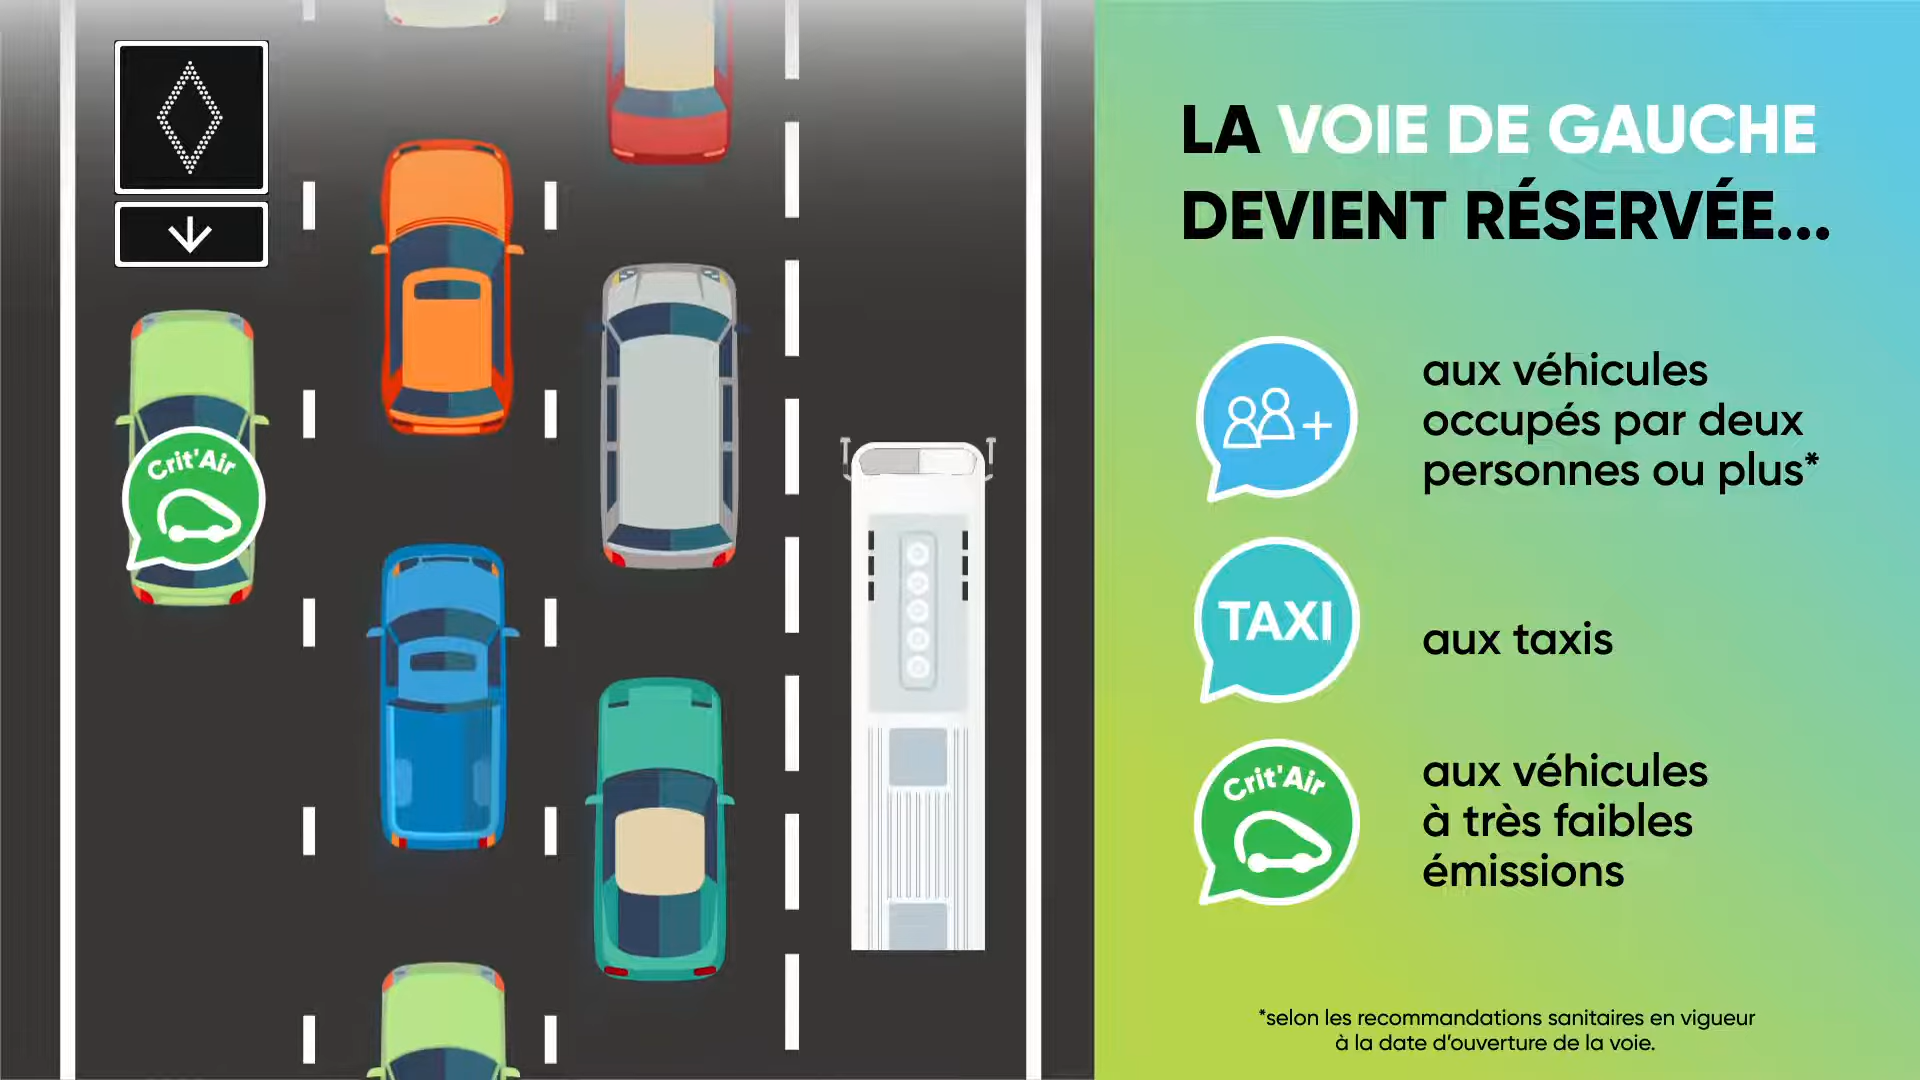 Crit'Air
LA VOIE DE GAUCHE
DEVIENT RÉSERVÉE...
aux véhicules
occupés par deux
personnes ou plus*
TAXI
aux taxis
Crit'Air
aux véhicules
à très faibles
émissions
*selon les recommandations sanitaires en vigueur
à la date d'ouverture de la voie.